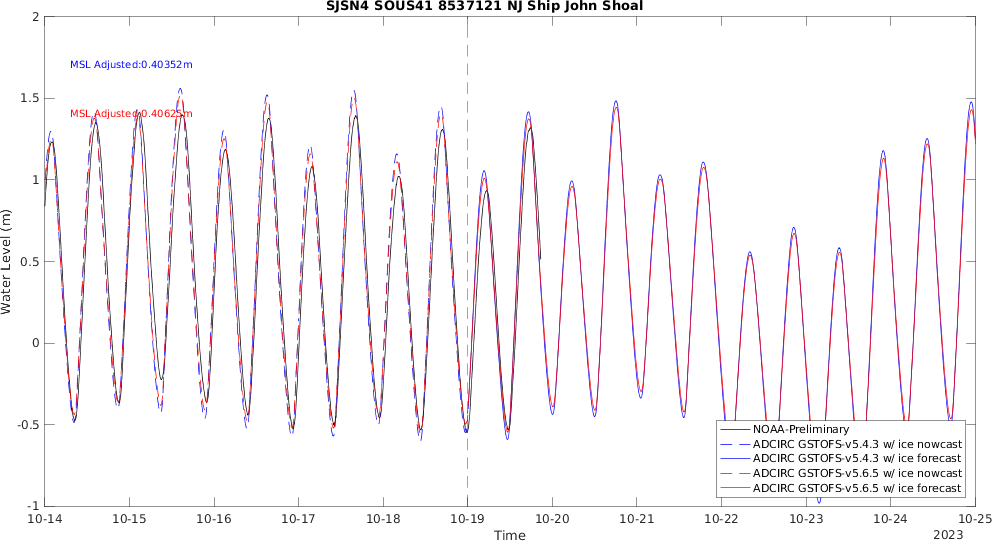 SJSN4 SOUS41 8537121 NJ Ship John Shoal
2
1.5
1
0.5
0
-0.5
-1
Water Level (m)
MSL Adjusted:0.40352m
MSL Adjusted:0.40625m
NOAA-Preliminary
ADCIRC GSTOFS-v5.4.3 w/ ice nowcast
ADCIRC GSTOFS-v5.4.3 w/ ice forecast
ADCIRC GSTOFS-v5.6.5 w/ ice nowcast
ADCIRC GSTOFS-v5.6.5 w/ ice forecast
10-14 10-15 10-16 10-17 10-18 10-19 10-20 10-21 10-22 10-23 10-24 10-25
Time
2023